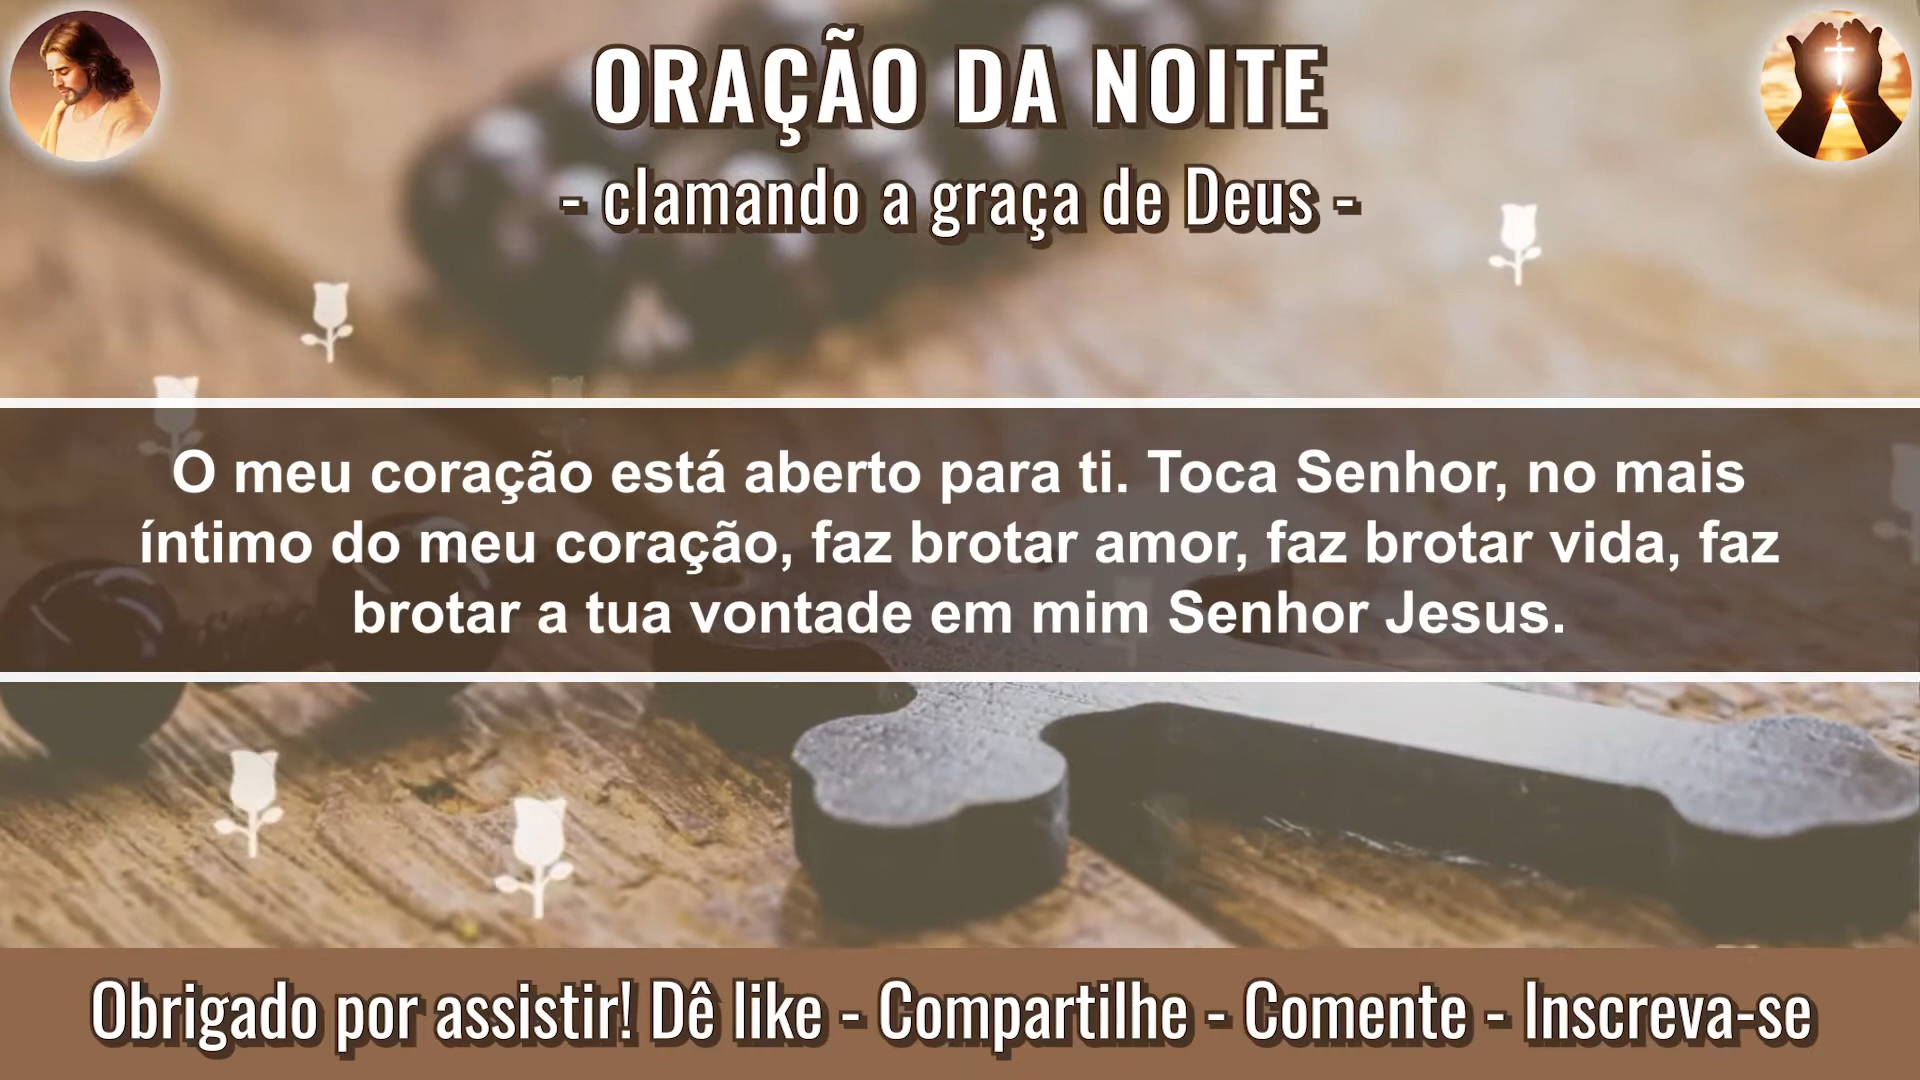 ORAÇÃO DA NOITE
- clamando a graça de Deus -
O meu coração está aberto para ti. Toca Senhor, no mais
íntimo do meu coração, faz brotar amor, faz brotar vida, faz
brotar a tua vontade em mim Senhor Jesus.
Obrigado por assistir! Dê like - Compartilhe - Comente - Inscreva-se